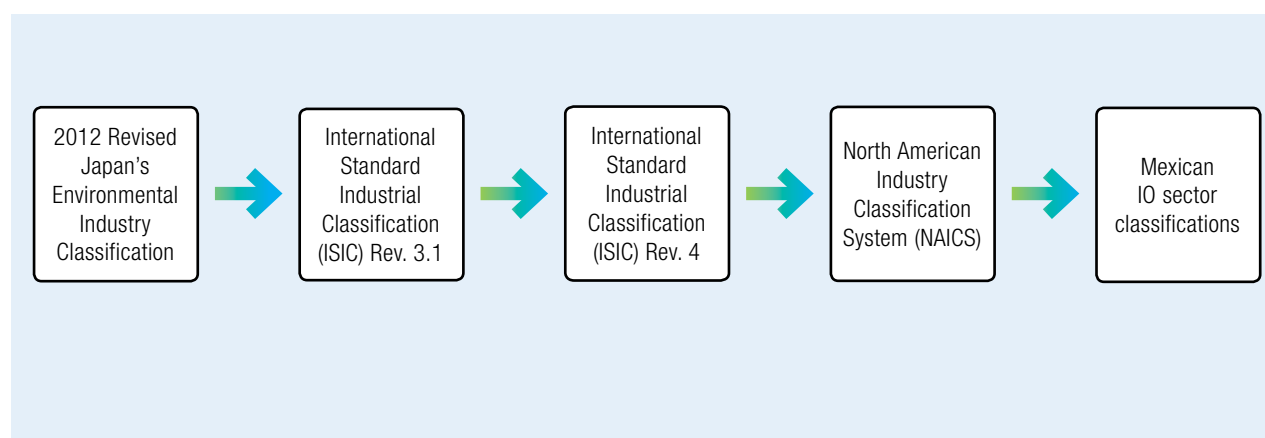 2012 Revised
Japan’s
Environmental
Industry
Classification
International
Standard
Industrial
Classification
(ISIC) Rev. 3.1
International
Standard
Industrial
Classification
(ISIC) Rev. 4
North American
Industry
Classification
System (NAICS)
Mexican
IO sector
classifications